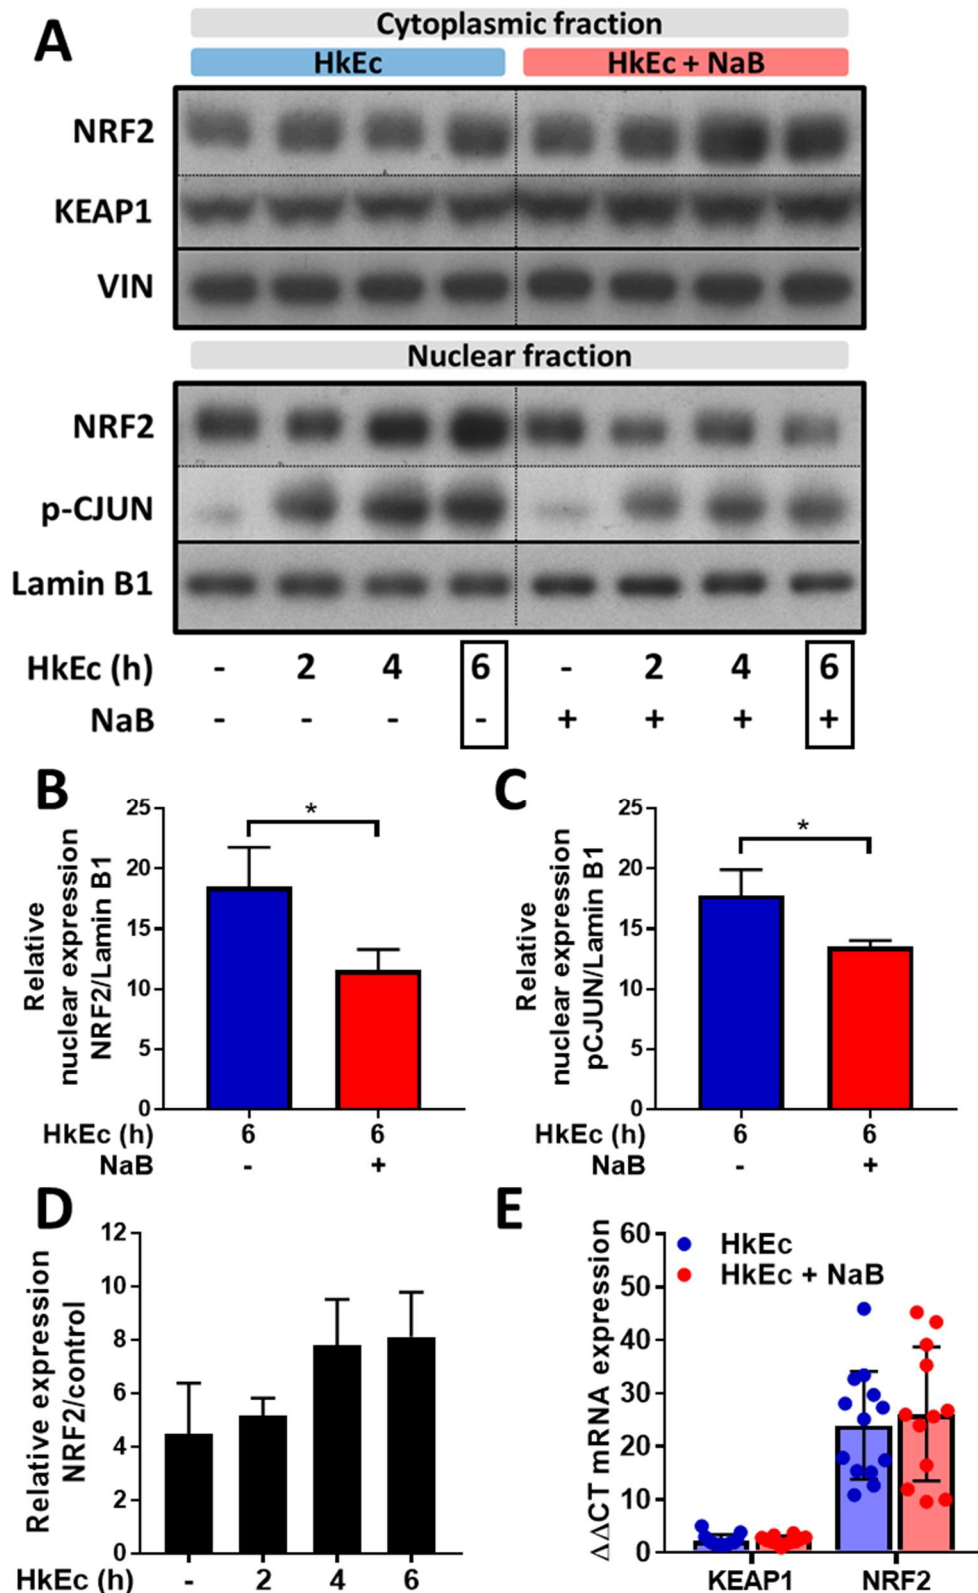 A
Cytoplasmic fraction
HkEc HkEc + NaB
NRF2
KEAP1
VIN
Nuclear fraction
NRF2
p-CJUN
Lamin B1
HkEc (h) - 2 4 6 - 2 4 6
NaB - - - - + + + +
B
Relative
nuclear expression
NRF2/Lamin B1
25
20
15
10
5
0
*
HkEc (h) 6 6
NaB - +
C
Relative
nuclear expression
pCJUN/Lamin B1
25
20
15
10
5
0
*
HkEc (h) 6 6
NaB - +
D
Relative expression
NRF2/control
12
10
8
6
4
2
0
HkEc (h) - 2 4 6
E
ΔΔCT mRNA expression
60
50
40
30
20
10
0
HkEc
HkEc + NaB
KEAP1 NRF2